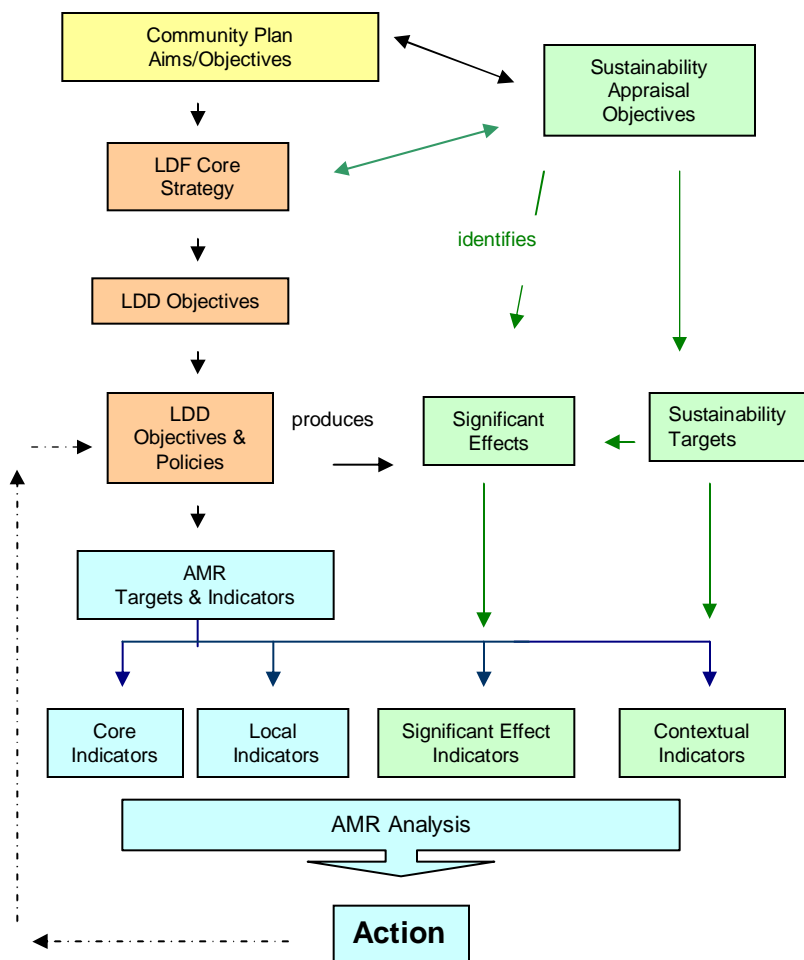 Community Plan
Aims/Objectives
Sustainability
Appraisal
Objectives
LDF Core
Strategy
identifies
LDD Objectives
LDD
Objectives &
Policies
produces
Significant
Effects
Sustainability
Targets
AMR
Targets & Indicators
Core
Indicators
Local
Indicators
Significant Effect
Indicators
Contextual
Indicators
AMR Analysis
Action